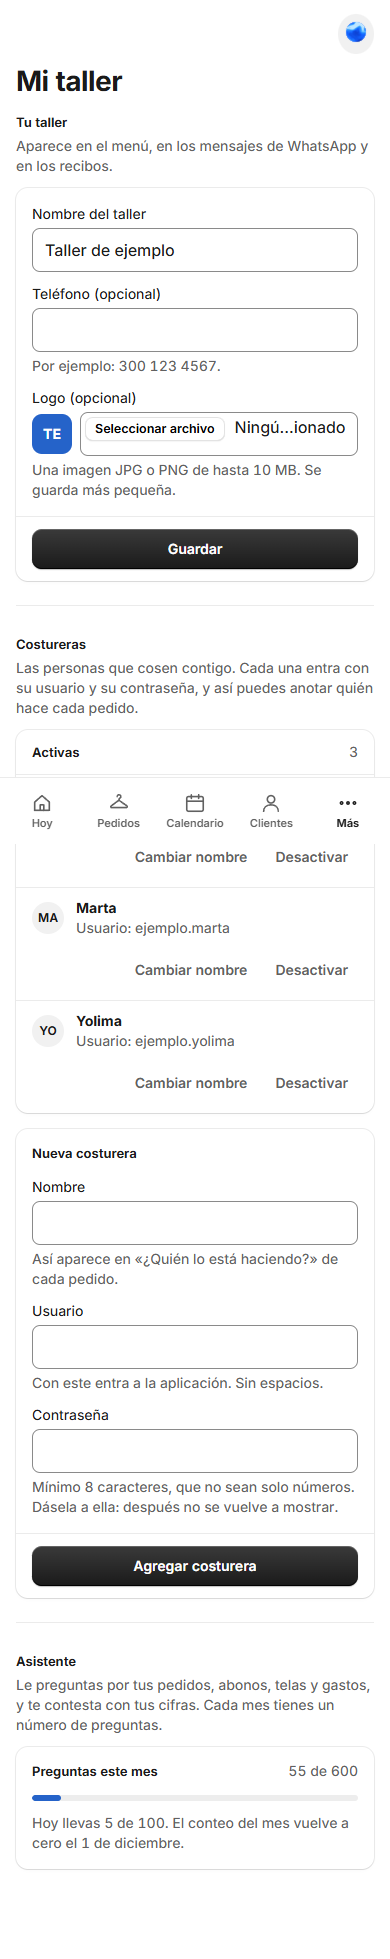 Mi taller
Tu taller
Aparece en el menú, en los mensajes de WhatsApp y
en los recibos.
Nombre del taller
Taller de ejemplo
Teléfono (opcional)
Por ejemplo: 300 123 4567.
Logo (opcional)
TE
Seleccionar archivo Ningú...ionado
Una imagen JPG o PNG de hasta 10 MB. Se
guarda más pequeña.
Guardar
Costureras
Las personas que cosen contigo. Cada una entra con
su usuario y su contraseña, y así puedes anotar quién
hace cada pedido.
Activas 3
Hoy Pedidos Calendario Clientes Más
Cambiar nombre Desactivar
MA Marta
Usuario: ejemplo.marta
Cambiar nombre Desactivar
YO Yolima
Usuario: ejemplo.yolima
Cambiar nombre Desactivar
Nueva costurera
Nombre
Así aparece en «¿Quién lo está haciendo?» de
cada pedido.
Usuario
Con este entra a la aplicación. Sin espacios.
Contraseña
Mínimo 8 caracteres, que no sean solo números.
Dásela a ella: después no se vuelve a mostrar.
Agregar costurera
Asistente
Le preguntas por tus pedidos, abonos, telas y gastos,
y te contesta con tus cifras. Cada mes tienes un
número de preguntas.
Preguntas este mes 55 de 600
Hoy llevas 5 de 100. El conteo del mes vuelve a
cero el 1 de diciembre.